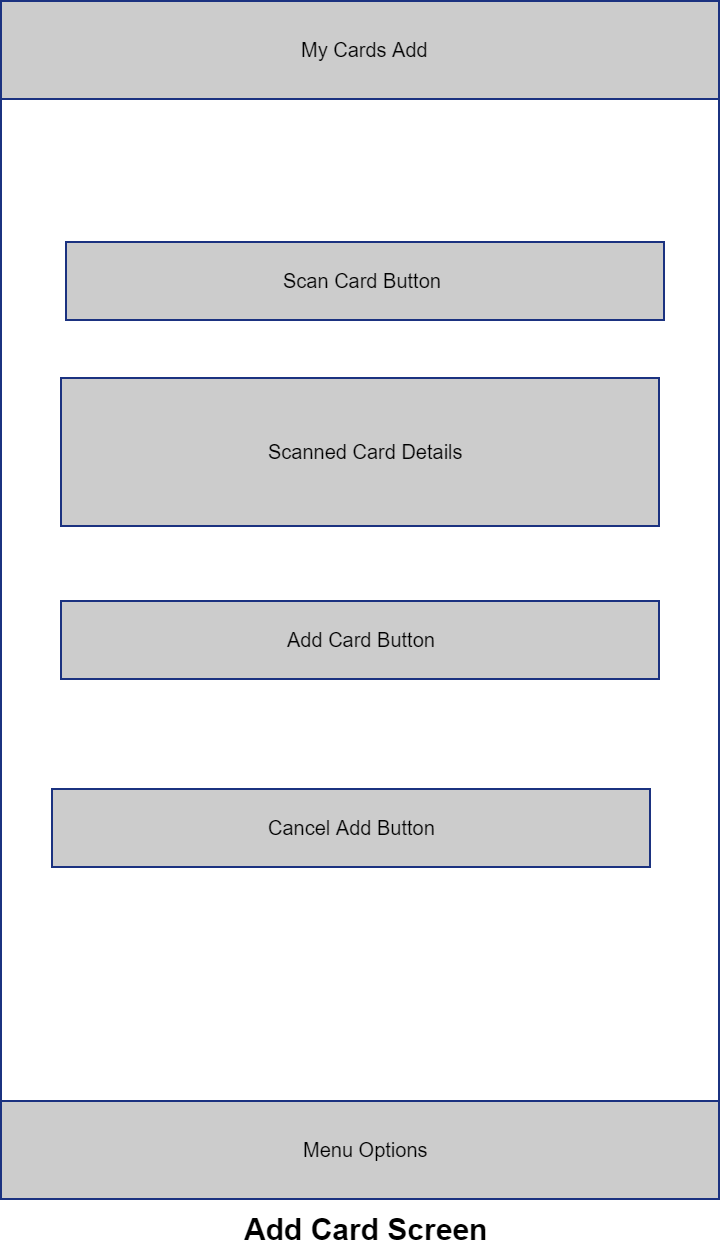 My Cards Add
Scan Card Button
Scanned Card Details
Add Card Button
Cancel Add Button
Menu Options
Add Card Screen